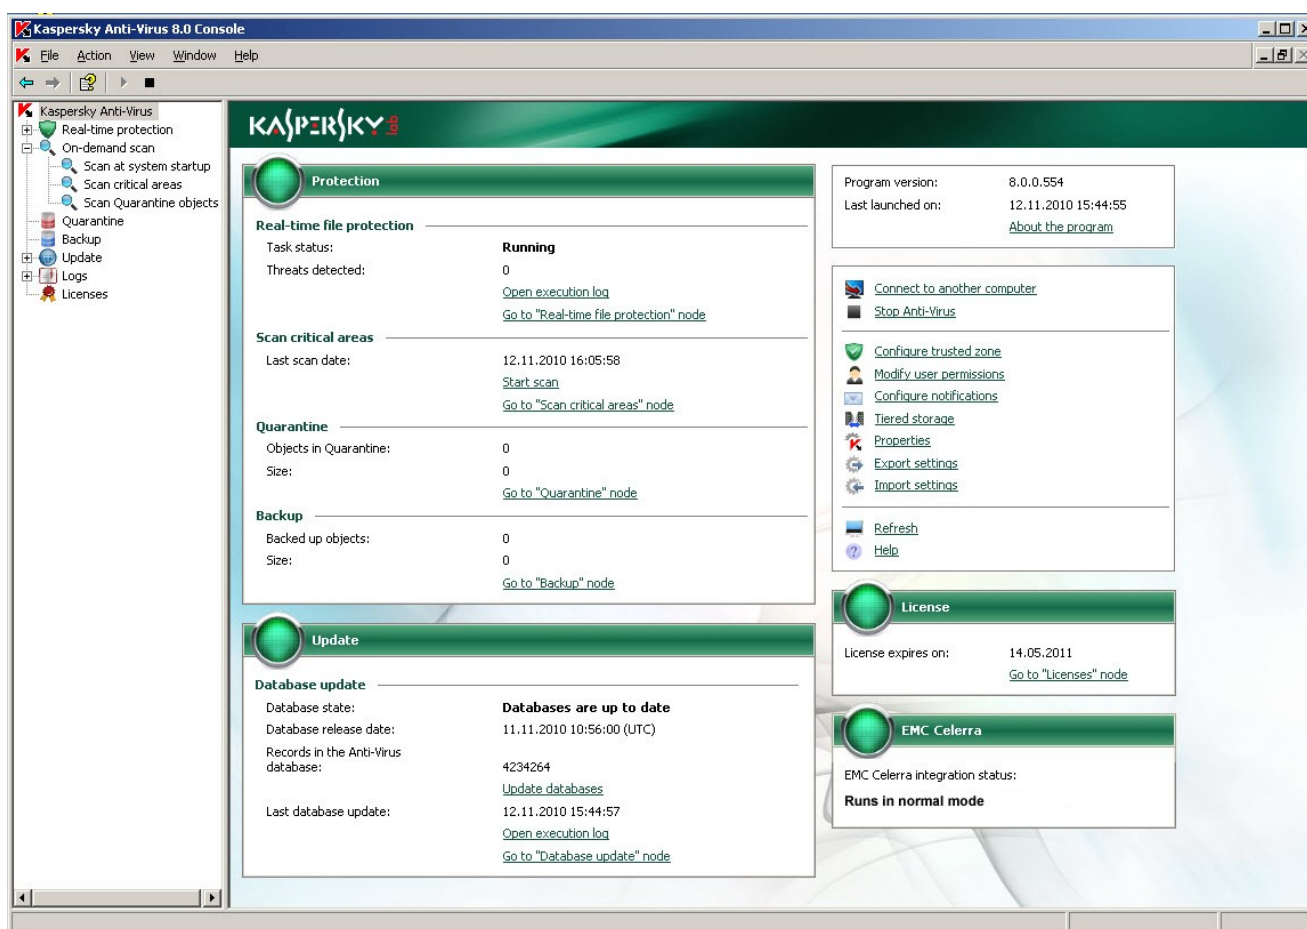 Kaspersky Anti-Virus 8.0 Console
File Action View Window Help
Kaspersky Anti-Virus
Real-time protection
On-demand scan
Scan at system startup
Scan critical areas
Scan Quarantine objects
Quarantine
Backup
Update
Logs
Licenses
KASPERSKY lab
Protection
Real-time file protection
Task status: Running
Threats detected: 0
Open execution log
Go to "Real-time file protection" node
Scan critical areas
Last scan date: 12.11.2010 16:05:58
Start scan
Go to "Scan critical areas" node
Quarantine
Objects in Quarantine: 0
Size: 0
Go to "Quarantine" node
Backup
Backed up objects: 0
Size: 0
Go to "Backup" node
Update
Database update
Database state: Databases are up to date
Database release date: 11.11.2010 10:56:00 (UTC)
Records in the Anti-Virus
database: 4234264
Update databases
Last database update: 12.11.2010 15:44:57
Open execution log
Go to "Database update" node
Program version: 8.0.0.554
Last launched on: 12.11.2010 15:44:55
About the program
Connect to another computer
Stop Anti-Virus
Configure trusted zone
Modify user permissions
Configure notifications
Tiered storage
Properties
Export settings
Import settings
Refresh
Help
License
License expires on: 14.05.2011
Go to "Licenses" node
EMC Celerra
EMC Celerra integration status:
Runs in normal mode